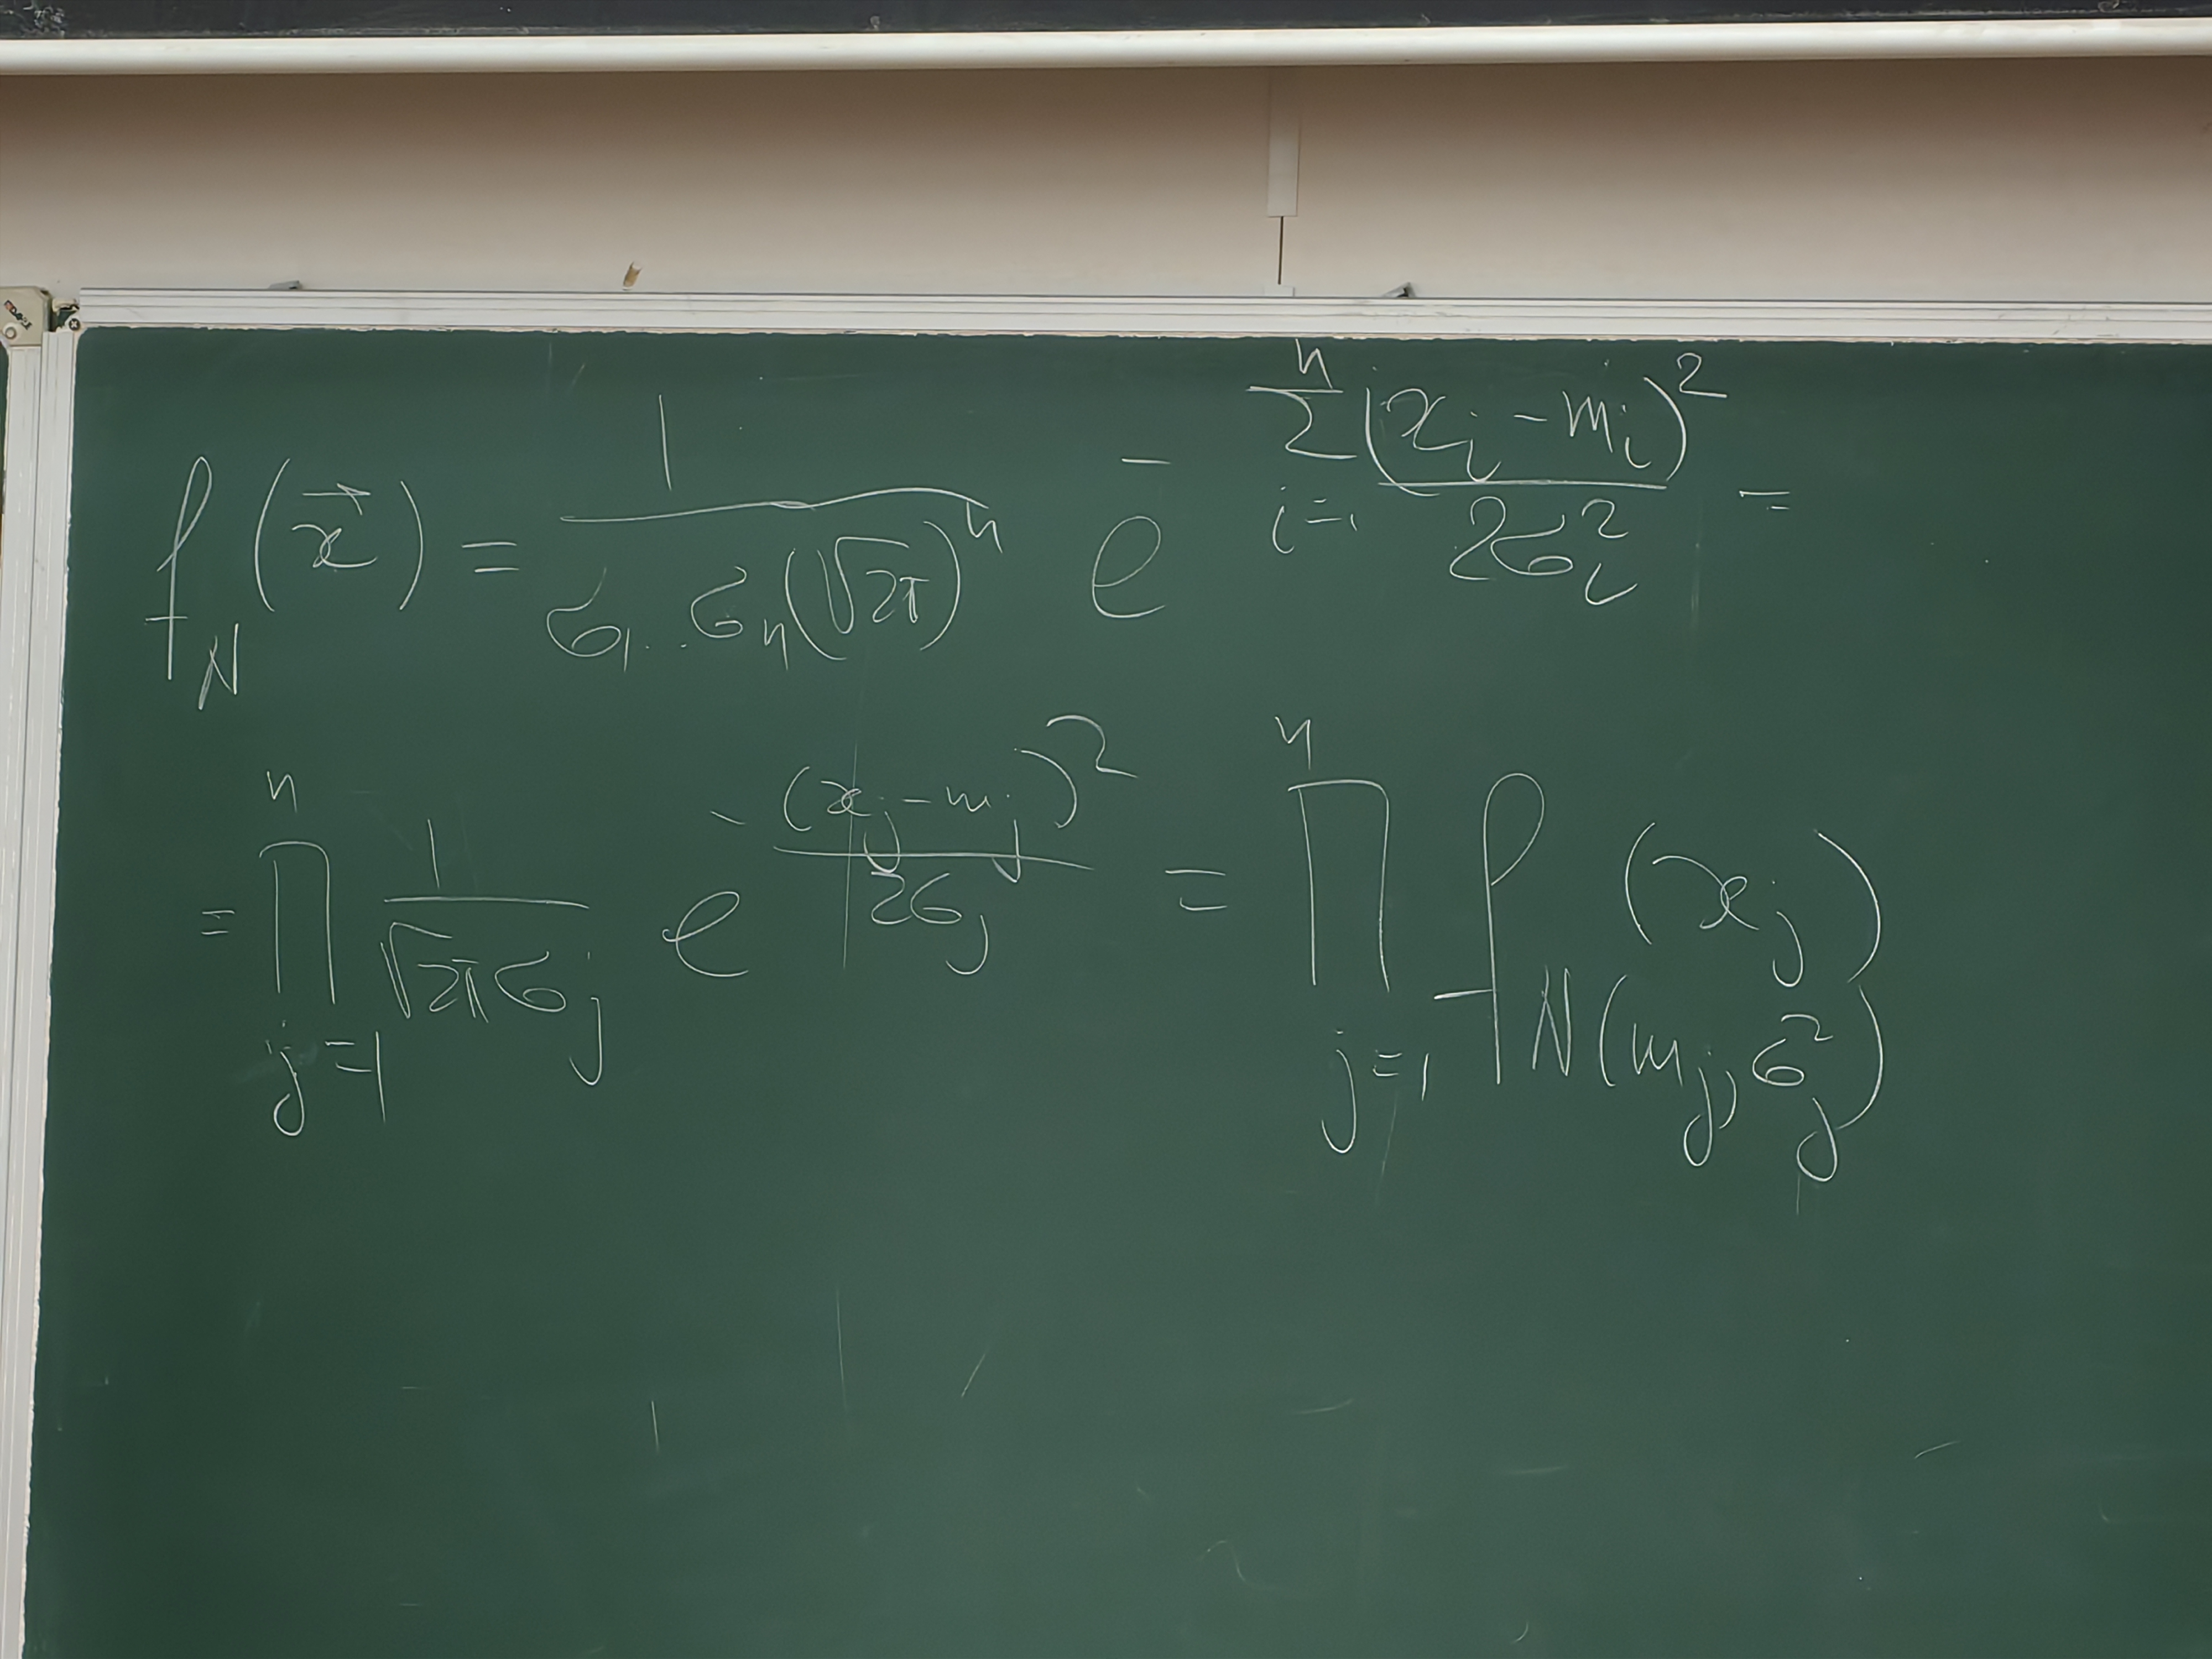 $f_N(\vec{x}) = \frac{1}{\sigma_1 .. \sigma_n (\sqrt{2\pi})^n} e^{-\sum_{i=1}^{n} \frac{(x_i - m_i)^2}{2\sigma_i^2}} =$
$= \prod_{j=1}^{n} \frac{1}{\sqrt{2\pi}\sigma_j} e^{-\frac{(x_j - m_j)^2}{2\sigma_j}} = \prod_{j=1}^{n} f_{N(m_j, \sigma_j^2)}(x_j)$